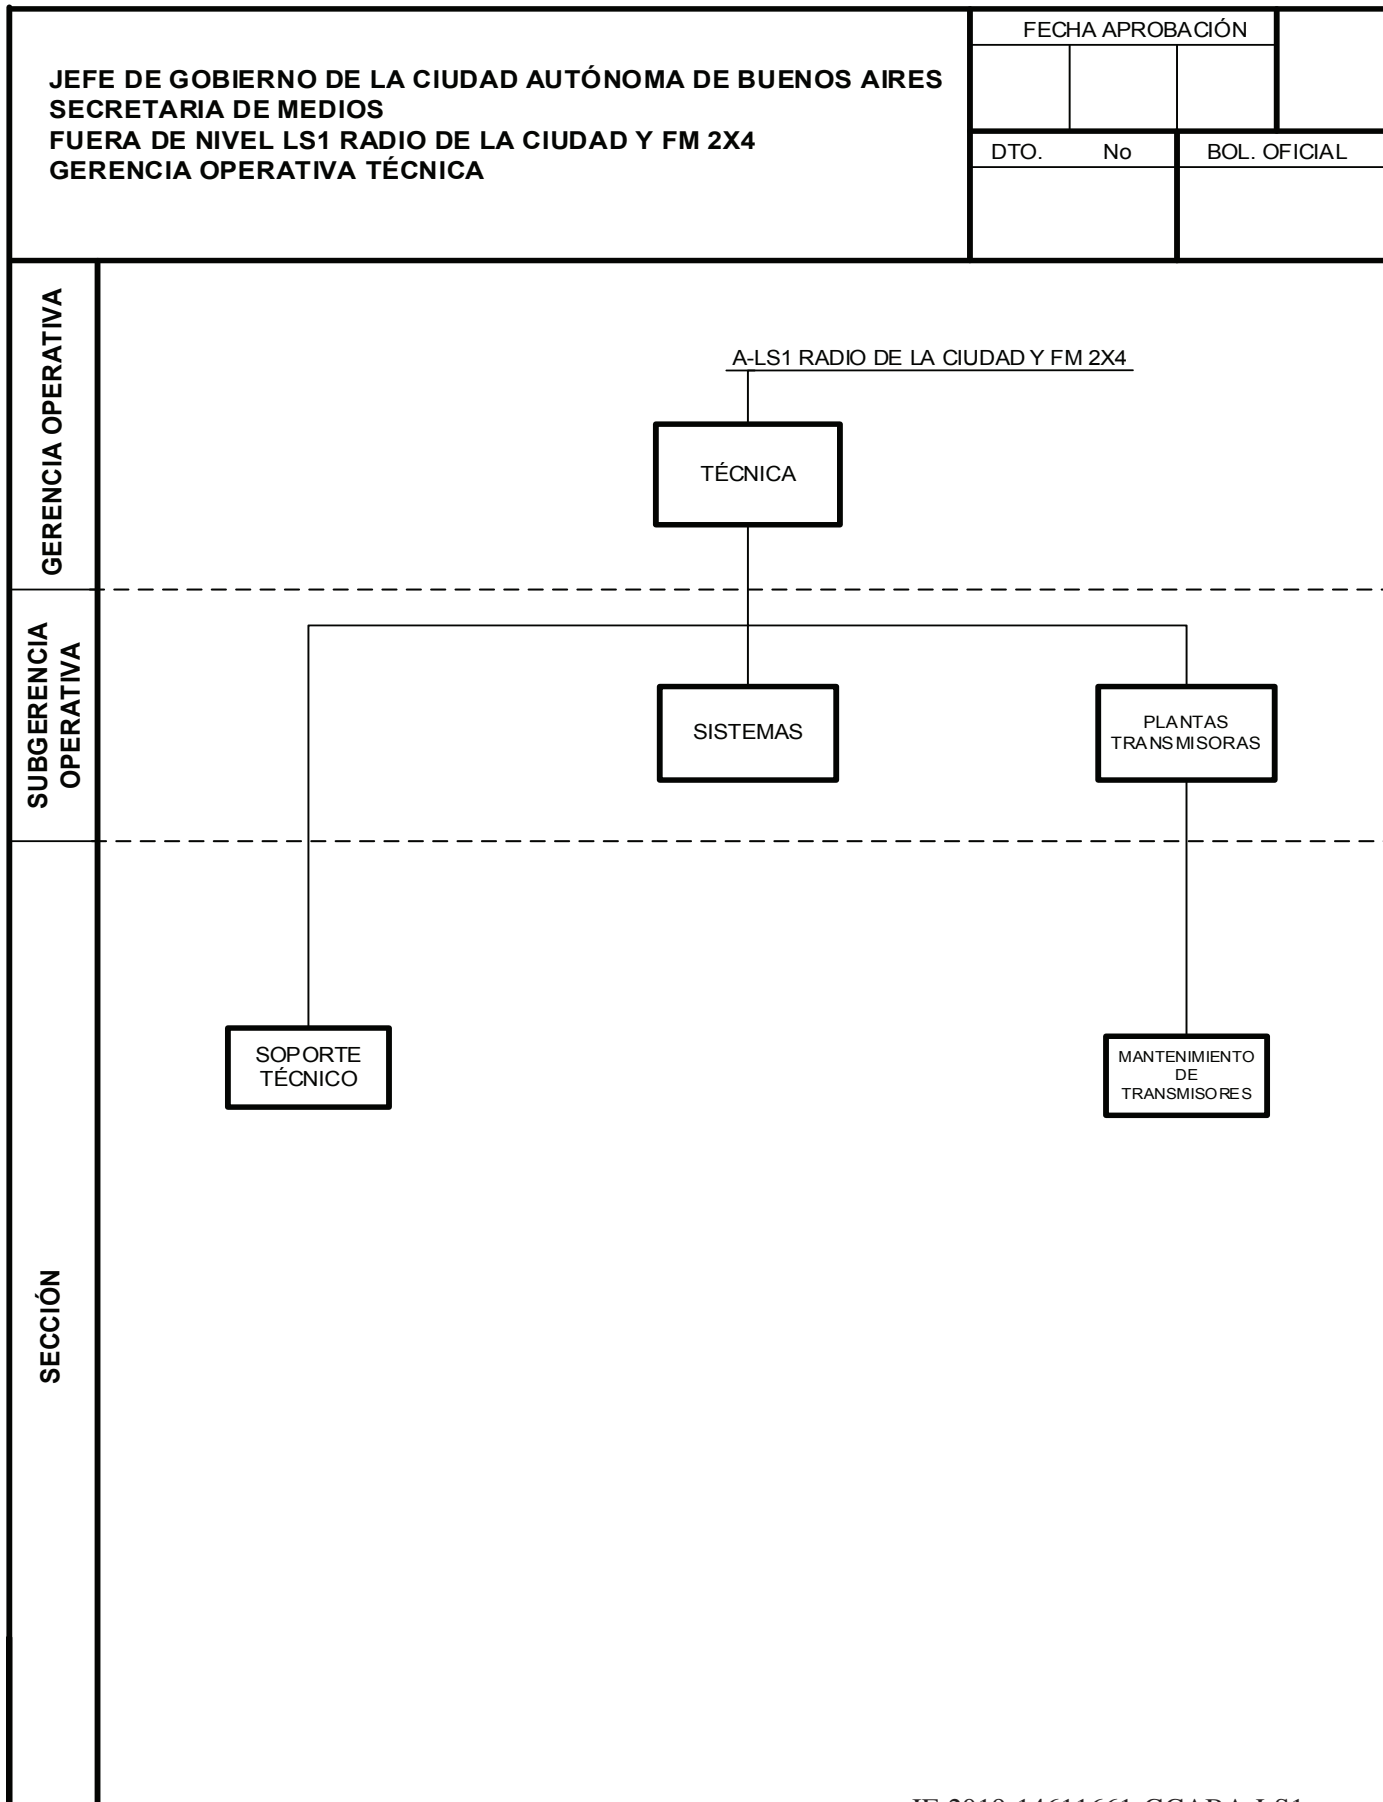 JEFE DE GOBIERNO DE LA CIUDAD AUTÓNOMA DE BUENOS AIRES
SECRETARIA DE MEDIOS
FUERA DE NIVEL LS1 RADIO DE LA CIUDAD Y FM 2X4
GERENCIA OPERATIVA TÉCNICA
FECHA APROBACIÓN
DTO. No
BOL. OFICIAL
GERENCIA OPERATIVA
A-LS1 RADIO DE LA CIUDAD Y FM 2X4
TÉCNICA
SUBGERENCIA
OPERATIVA
SISTEMAS
PLANTAS
TRANSMISORAS
SECCIÓN
SOPORTE
TÉCNICO
MANTENIMIENTO
DE
TRANSMISORES